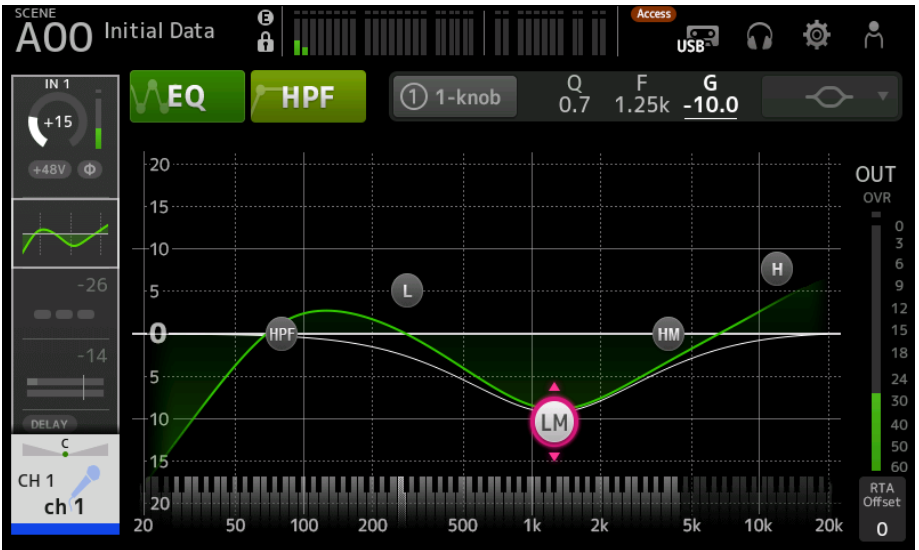 SCENE
A00 Initial Data
E
Access
USB
IN 1
+15
+48V Φ
-26
-14
DELAY
C
CH 1
ch 1
EQ
HPF
1 1-knob
Q F G
0.7 1.25k -10.0
20
15
10
5
0
5
10
15
20
L
H
HPF
HM
LM
20 50 100 200 500 1k 2k 5k 10k 20k
OUT
OVR
0
3
6
9
12
15
18
24
30
40
50
60
RTA
Offset
0